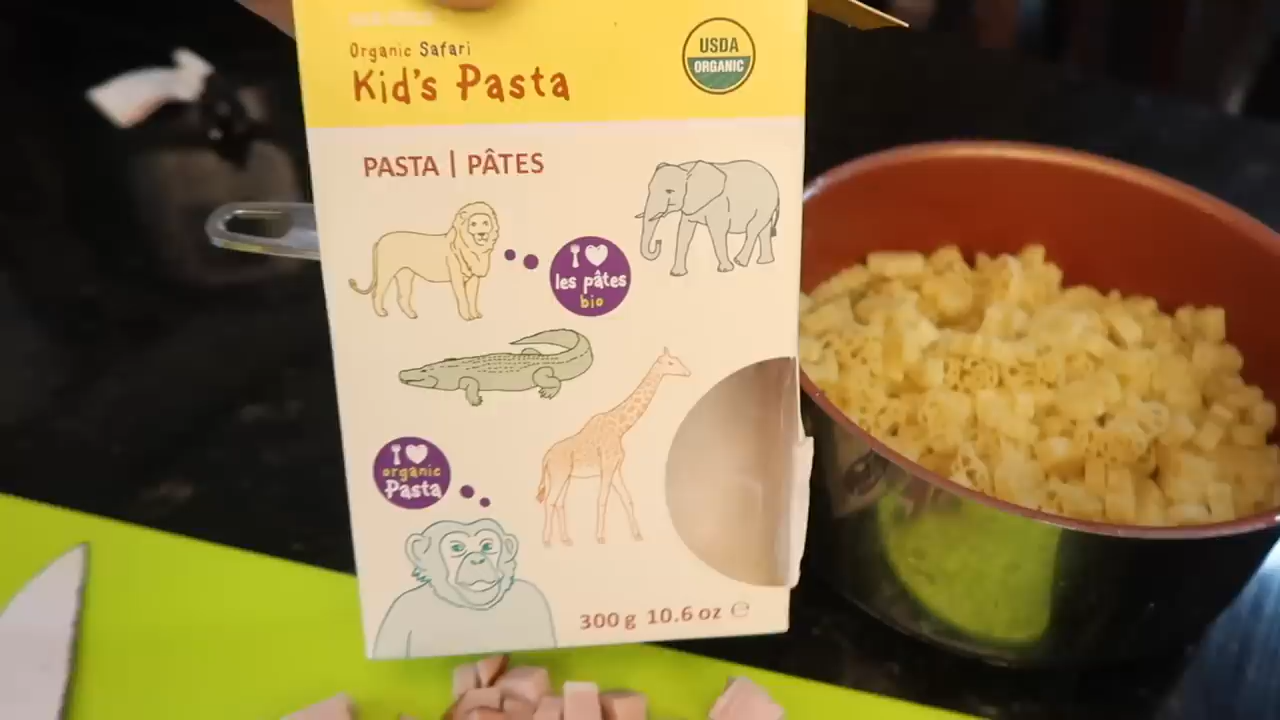 Organic Safari
Kid's Pasta
USDA
ORGANIC
PASTA | PÂTES
I
les pâtes
bio
I
organic
Pasta
300 g 10.6 oz ℮